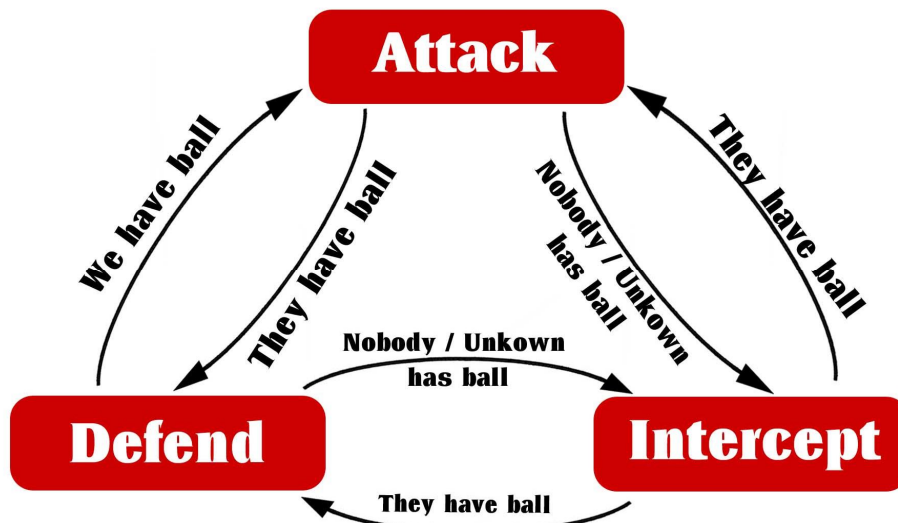 Attack
We have ball
They have ball
Nobody / Unkown
has ball
They have ball
Nobody / Unkown
has ball
Defend
Intercept
They have ball